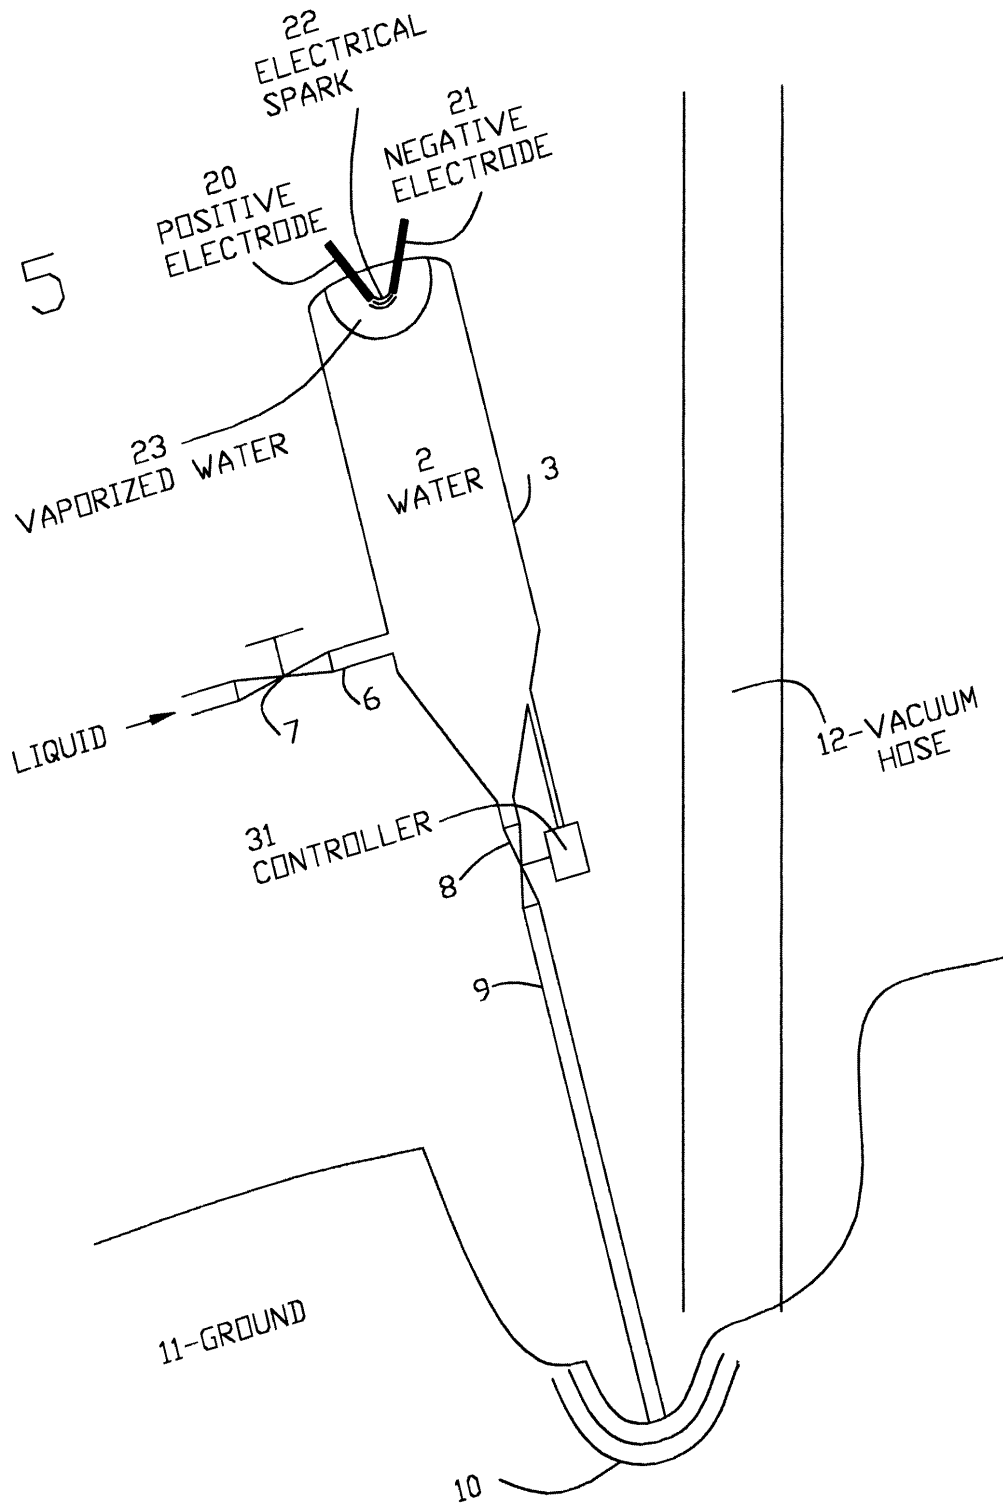 22
ELECTRICAL
SPARK
21
NEGATIVE
ELECTRODE
20
POSITIVE
ELECTRODE
5
23
VAPORIZED WATER
2
WATER
3
6
7
LIQUID
12-VACUUM
HOSE
31
CONTROLLER
8
9
11-GROUND
10